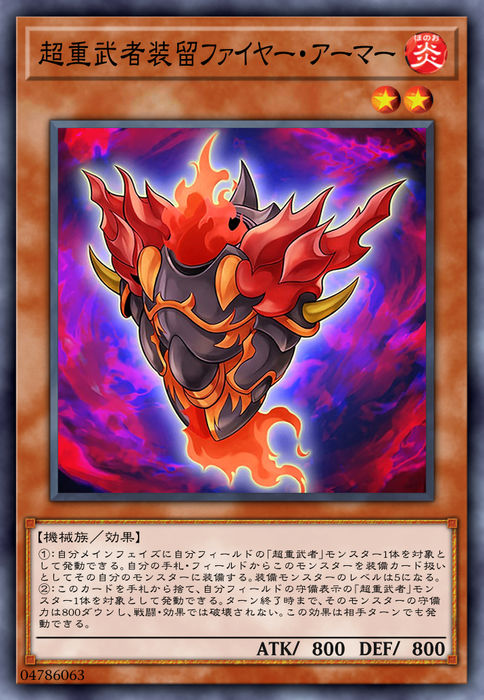 超重武者装留ファイヤー・アーマー
ほのお
炎
【機械族／効果】
①：自分メインフェイズに自分フィールドの「超重武者」モンスター1体を対象と
して発動できる。自分の手札・フィールドからこのモンスターを装備カード扱い
としてその自分のモンスターに装備する。装備モンスターのレベルは5になる。
②：このカードを手札から捨て、自分フィールドの守備表示の「超重武者」モン
スター1体を対象として発動できる。ターン終了時まで、そのモンスターの守備
力は800ダウンし、戦闘・効果では破壊されない。この効果は相手ターンでも発
動できる。
ATK/ 800 DEF/ 800
04786063